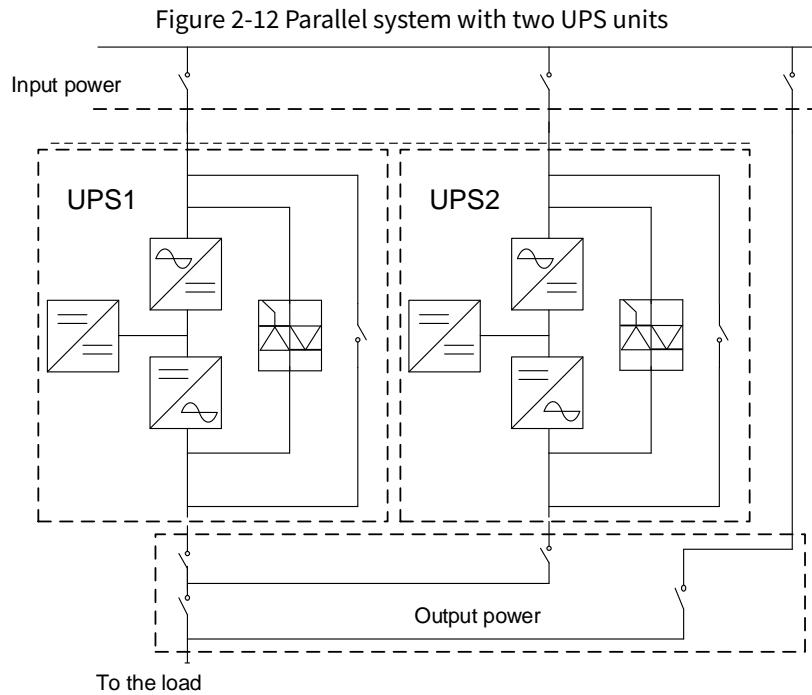 Figure 2-12 Parallel system with two UPS units
Input power
UPS1
UPS2
Output power
To the load